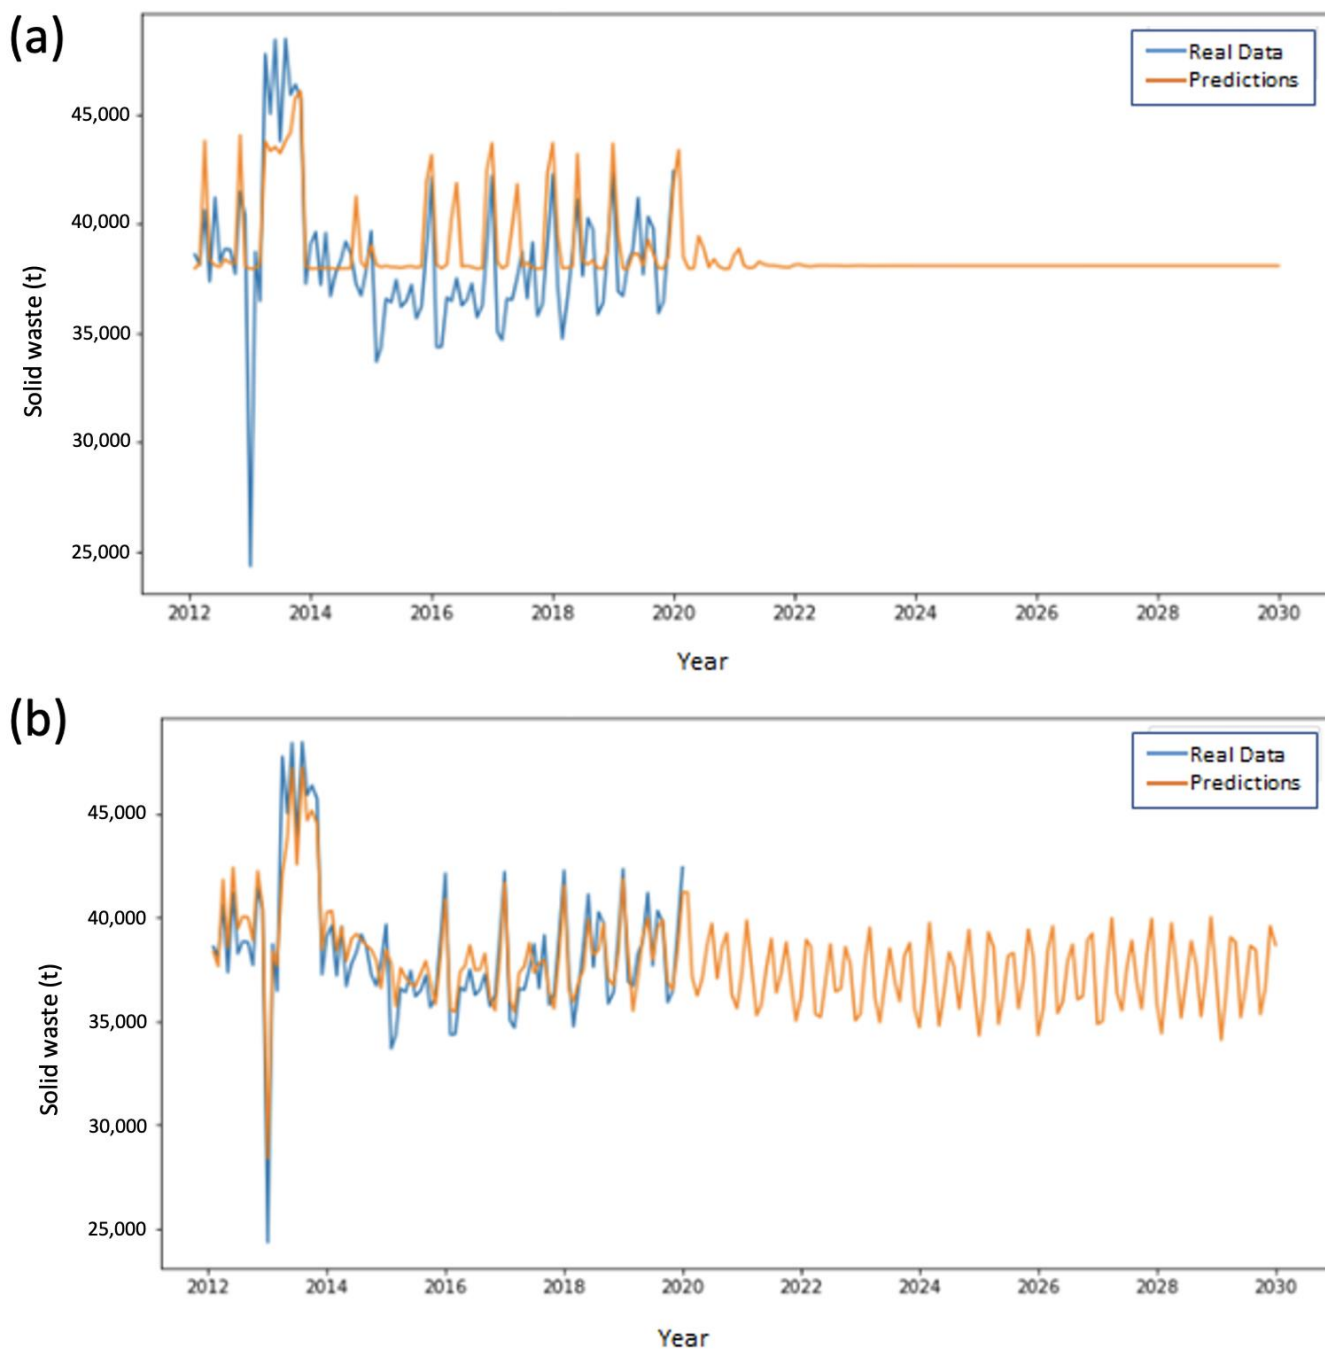 (a)
Real Data
Predictions
45,000
40,000
35,000
30,000
25,000
Solid waste (t)
2012 2014 2016 2018 2020 2022 2024 2026 2028 2030
Year
(b)
Real Data
Predictions
45,000
40,000
35,000
30,000
25,000
Solid waste (t)
2012 2014 2016 2018 2020 2022 2024 2026 2028 2030
Year